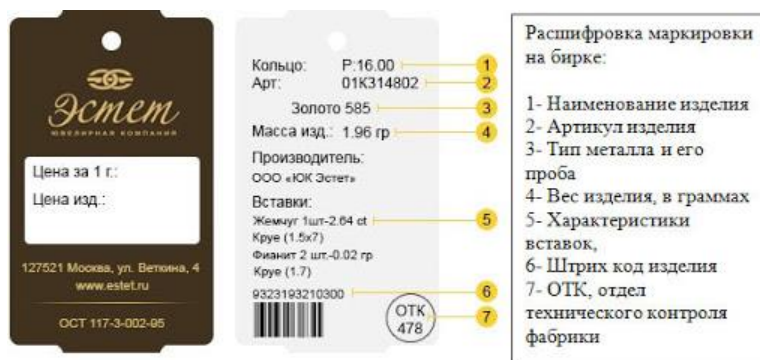 Эстет
ЮВЕЛИРНАЯ КОМПАНИЯ
Цена за 1 г.:
Цена изд.:
127521 Москва, ул. Веткина, 4
www.estet.ru
ОСТ 117-3-002-95
Кольцо: Р:16.00 1
Арт: 01К314802 2
Золото 585 3
Масса изд.: 1.96 гр 4
Производитель:
ООО «ЮК Эстет»
Вставки:
Жемчуг 1шт-2.64 ct 5
Круе (1.5х7)
Фианит 2 шт.-0.02 гр
Круе (1.7)
9323193210300 6
ОТК
478 7
Расшифровка маркировки
на бирке:
1- Наименование изделия
2- Артикул изделия
3- Тип металла и его
проба
4- Вес изделия, в граммах
5- Характеристики
вставок,
6- Штрих код изделия
7- ОТК, отдел
технического контроля
фабрики